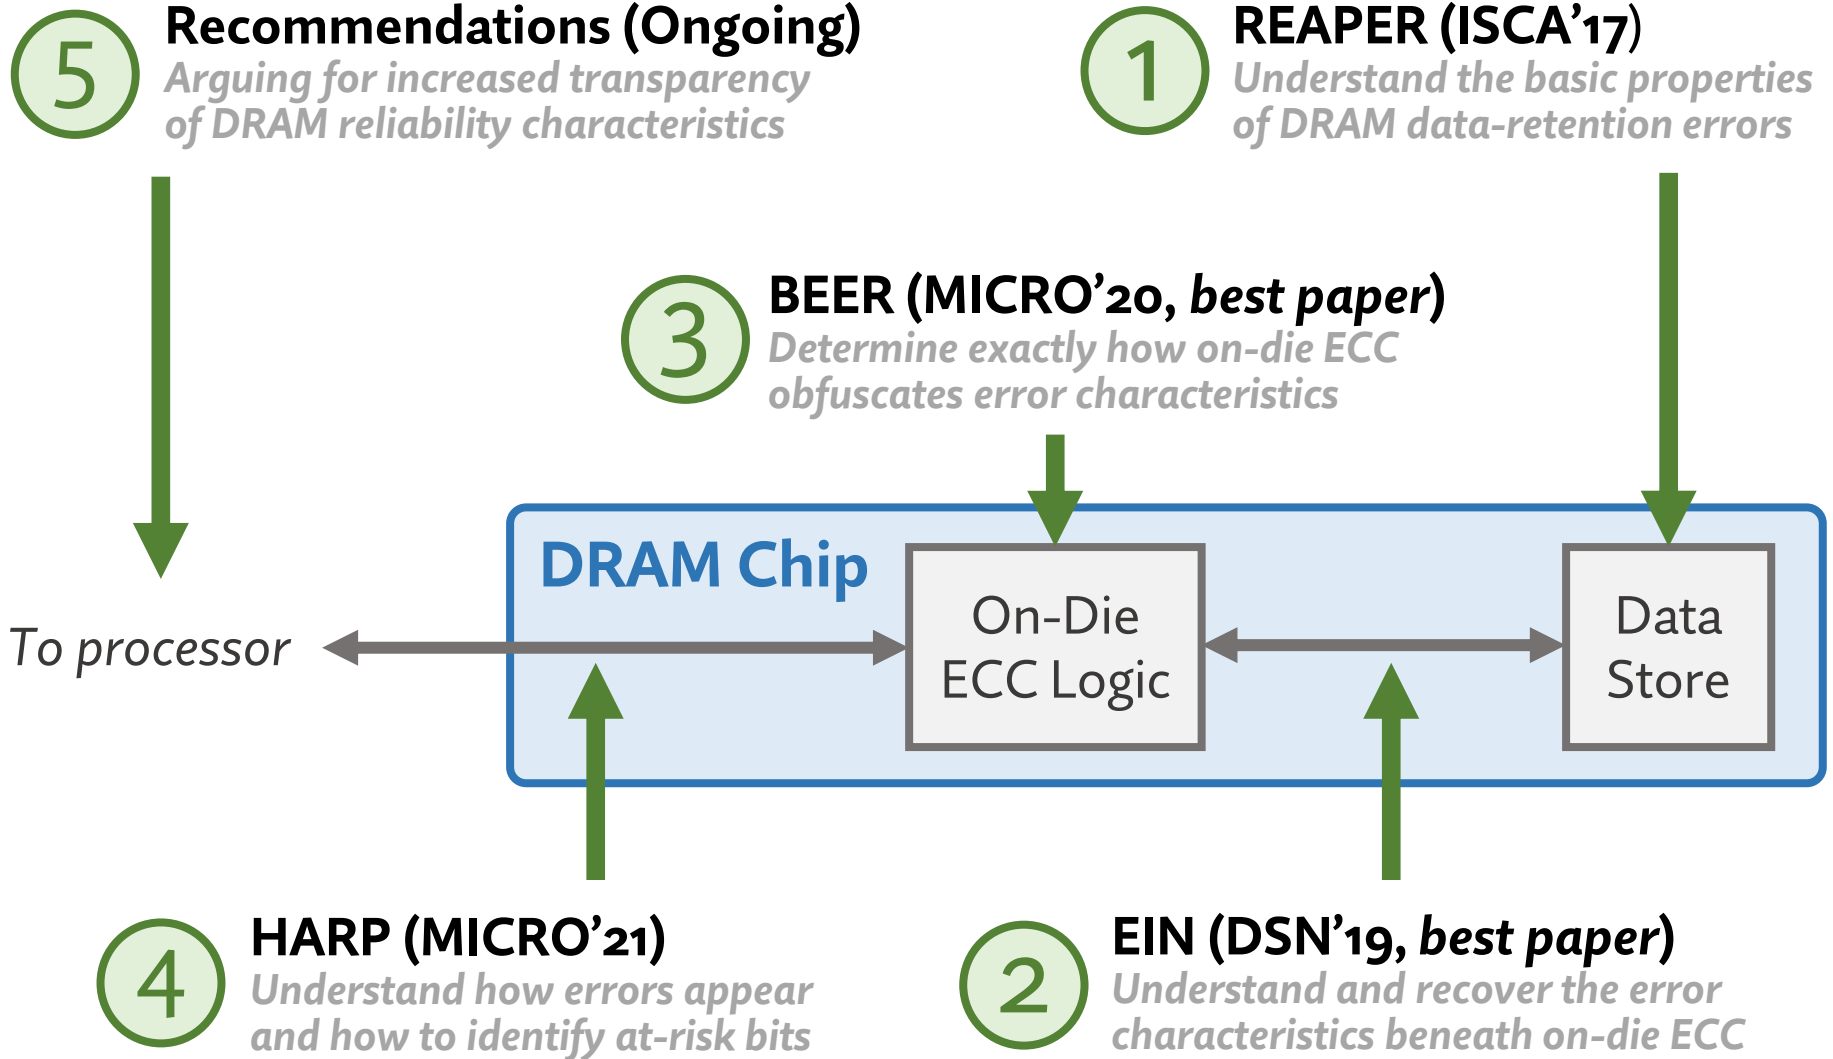 5
Recommendations (Ongoing)
Arguing for increased transparency
of DRAM reliability characteristics
1
REAPER (ISCA’17)
Understand the basic properties
of DRAM data-retention errors
3
BEER (MICRO’20, best paper)
Determine exactly how on-die ECC
obfuscates error characteristics
DRAM Chip
To processor
On-Die
ECC Logic
Data
Store
4
HARP (MICRO’21)
Understand how errors appear
and how to identify at-risk bits
2
EIN (DSN’19, best paper)
Understand and recover the error
characteristics beneath on-die ECC